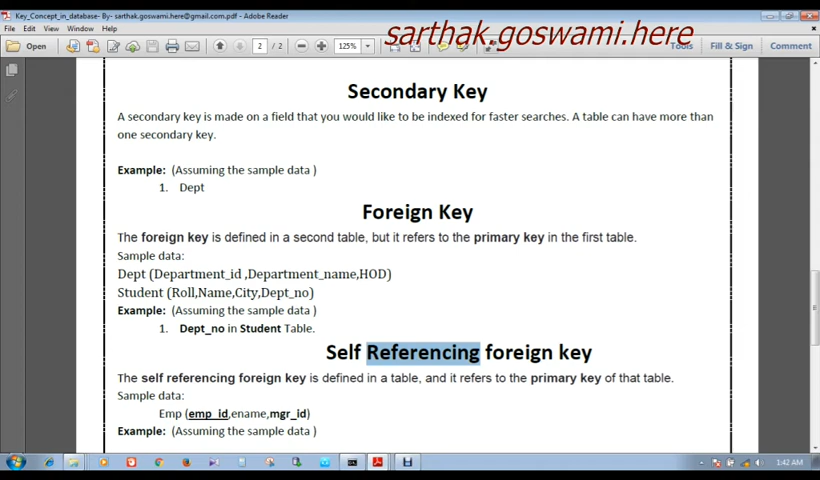 Key_Concept_in_database- By- sarthak.goswami.here@gmail.com.pdf - Adobe Reader
File Edit View Window Help
sarthak.goswami.here
Open 2 / 2 125% Tools Fill & Sign Comment
Secondary Key
A secondary key is made on a field that you would like to be indexed for faster searches. A table can have more than
one secondary key.
Example: (Assuming the sample data )
1. Dept
Foreign Key
The foreign key is defined in a second table, but it refers to the primary key in the first table.
Sample data:
Dept (Department_id ,Department_name,HOD)
Student (Roll,Name,City,Dept_no)
Example: (Assuming the sample data )
1. Dept_no in Student Table.
Self Referencing foreign key
The self referencing foreign key is defined in a table, and it refers to the primary key of that table.
Sample data:
Emp (emp_id,ename,mgr_id)
Example: (Assuming the sample data )
1:42 AM